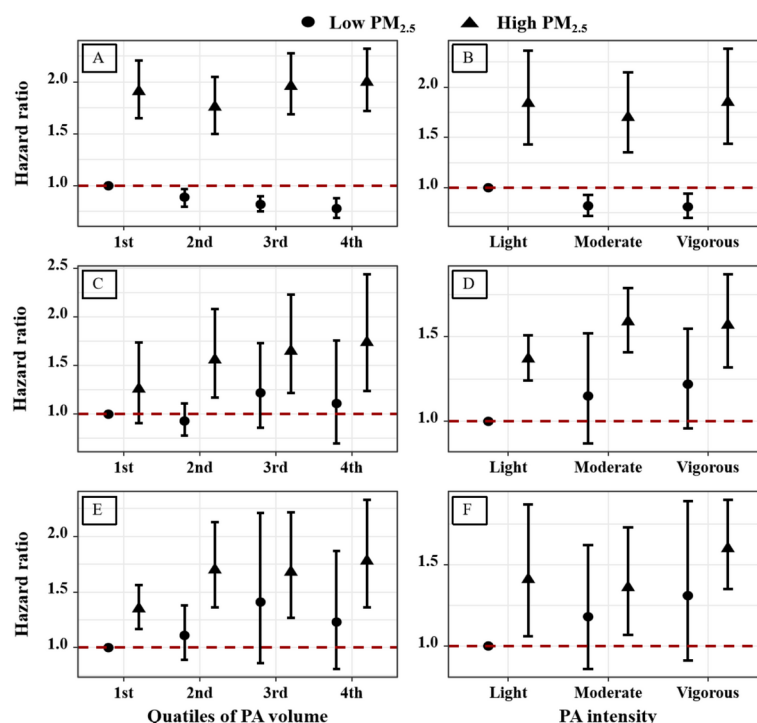 Low PM2.5 High PM2.5
A
Hazard ratio
2.0
1.5
1.0
1st 2nd 3rd 4th
B
2.0
1.5
1.0
Light Moderate Vigorous
C
Hazard ratio
2.5
2.0
1.5
1.0
1st 2nd 3rd 4th
D
1.5
1.0
Light Moderate Vigorous
E
Hazard ratio
2.0
1.5
1.0
1st 2nd 3rd 4th
Quatiles of PA volume
F
1.5
1.0
Light Moderate Vigorous
PA intensity